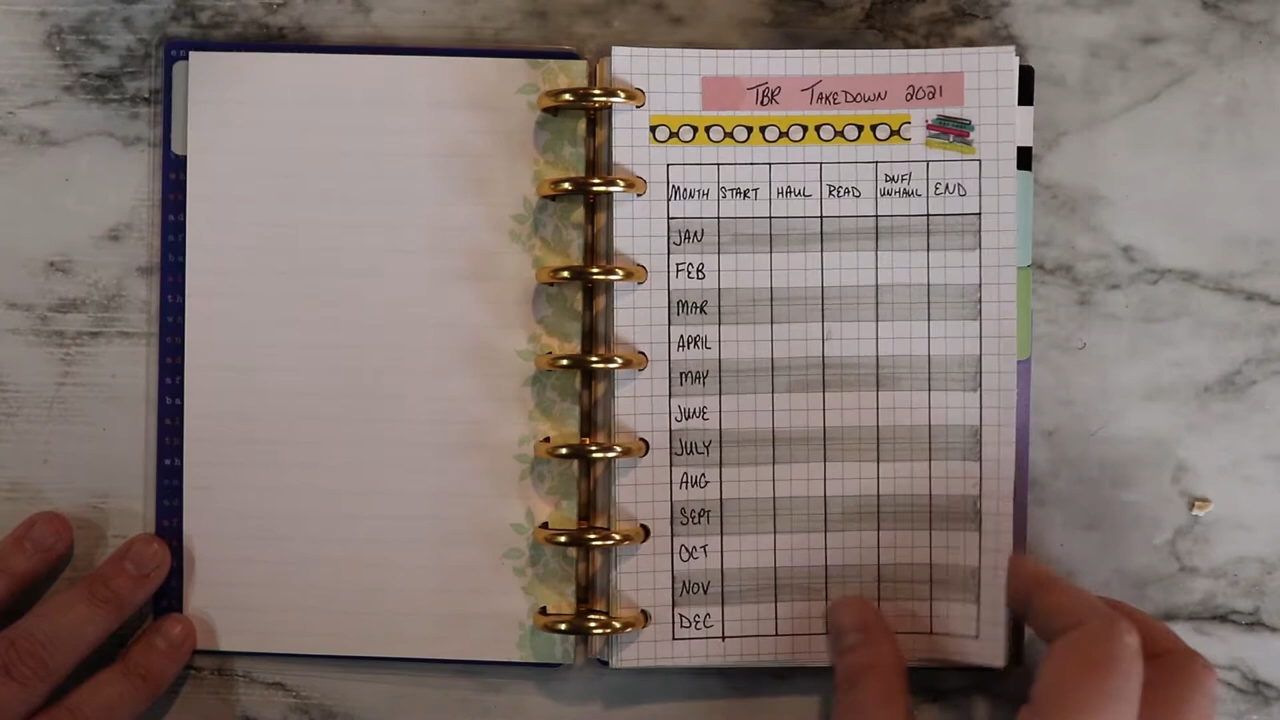 TBR TAKEDOWN 2021
MONTH START HAUL READ DNF/ UNHAUL END
JAN
FEB
MAR
APRIL
MAY
JUNE
JULY
AUG
SEPT
OCT
NOV
DEC